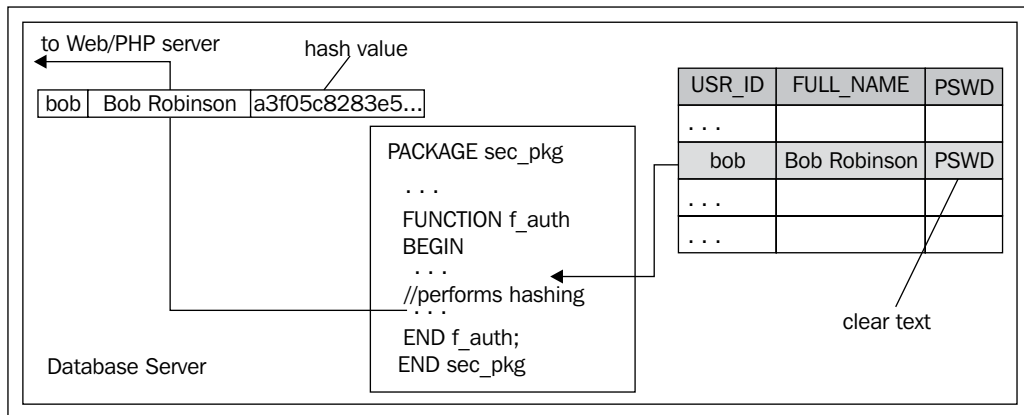 to Web/PHP server
hash value
bob Bob Robinson a3f05c8283e5...
PACKAGE sec_pkg
. . .
FUNCTION f_auth
BEGIN
. . .
//performs hashing
. . .
END f_auth;
END sec_pkg
USR_ID FULL_NAME PSWD
. . .
bob Bob Robinson PSWD
. . .
. . .
clear text
Database Server